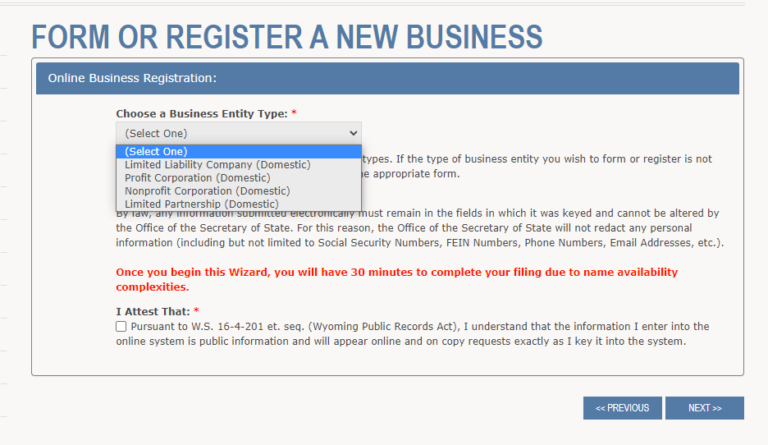 FORM OR REGISTER A NEW BUSINESS
Online Business Registration:
Choose a Business Entity Type: *
(Select One)
(Select One)
Limited Liability Company (Domestic)
Profit Corporation (Domestic)
Nonprofit Corporation (Domestic)
Limited Partnership (Domestic)
types. If the type of business entity you wish to form or register is not
appropriate form.
By law, any information submitted electronically must remain in the fields in which it was keyed and cannot be altered by
the Office of the Secretary of State. For this reason, the Office of the Secretary of State will not redact any personal
information (including but not limited to Social Security Numbers, FEIN Numbers, Phone Numbers, Email Addresses, etc.).
Once you begin this Wizard, you will have 30 minutes to complete your filing due to name availability
complexities.
I Attest That: *
Pursuant to W.S. 16-4-201 et. seq. (Wyoming Public Records Act), I understand that the information I enter into the
online system is public information and will appear online and on copy requests exactly as I key it into the system.
<< PREVIOUS
NEXT >>